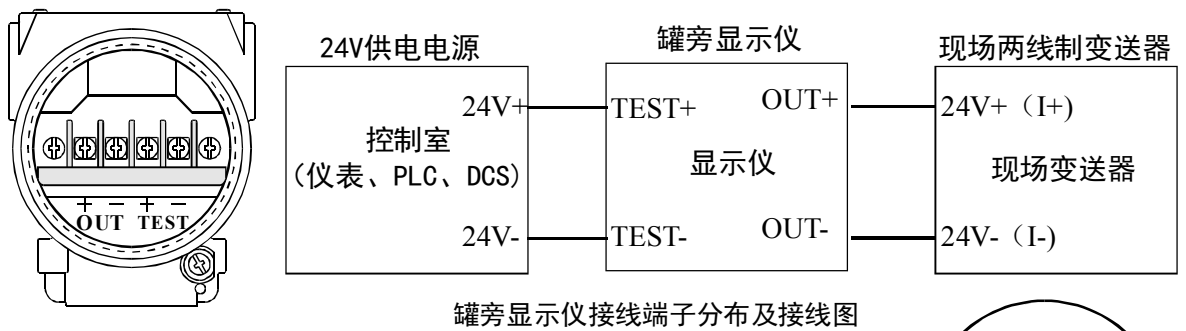 24V供电电源
罐旁显示仪
现场两线制变送器
24V+
TEST+
OUT+
24V+（I+)
控制室
(仪表、PLC、DCS)
显示仪
现场变送器
24V-
TEST-
OUT-
24V-（I-)
+ - + -
OUT TEST
罐旁显示仪接线端子分布及接线图